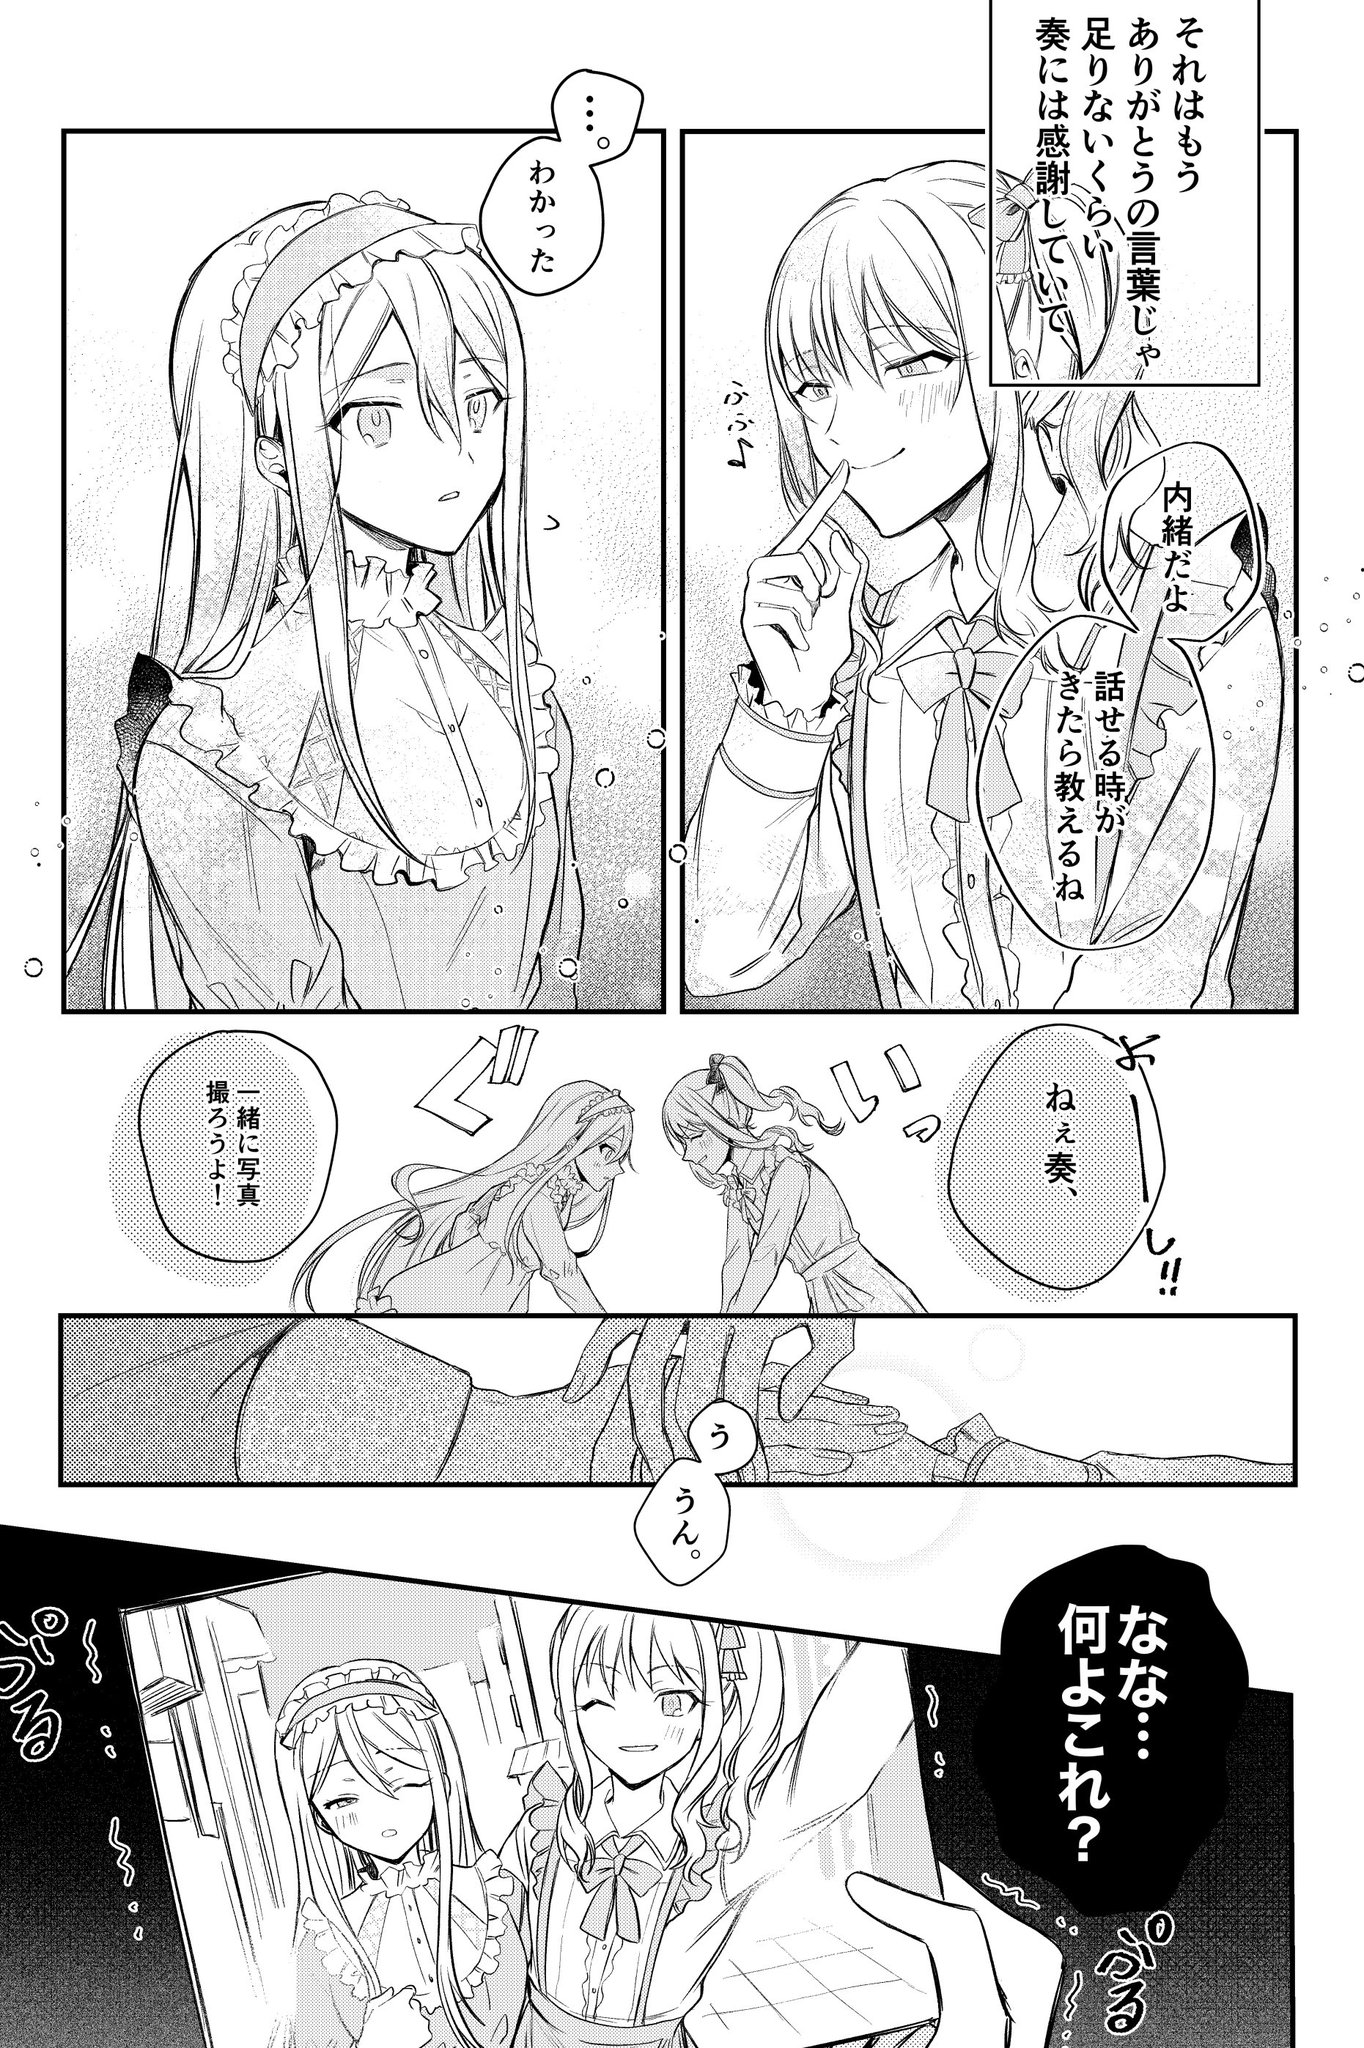 それはもう
ありがとうの言葉じゃ
足りないくらい
奏には感謝していて
ふふっ
内緒だよ
話せる時が
きたら教えるね
…。
わかった
よーーし!!
ねぇ奏、
いっ
ぐ
一緒に写真
撮ろうよ!
う
うん。
なな…
何よこれ?
ぷる
ぷる